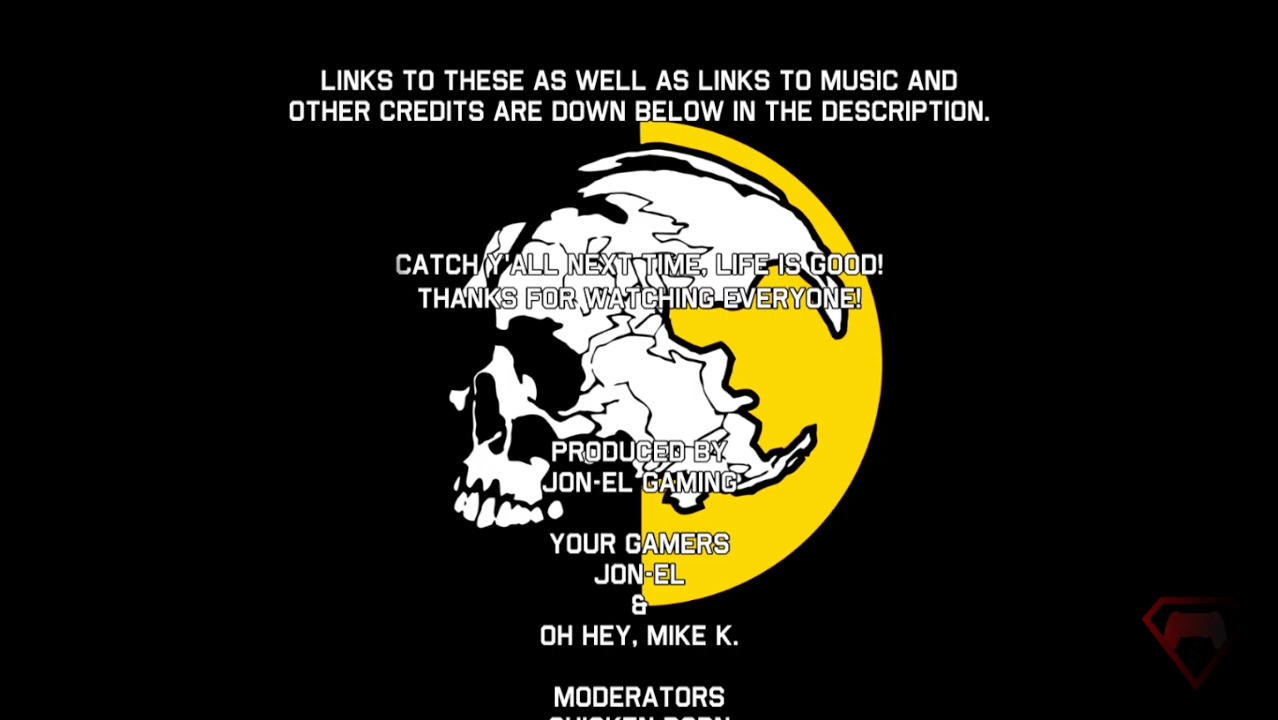 LINKS TO THESE AS WELL AS LINKS TO MUSIC AND
OTHER CREDITS ARE DOWN BELOW IN THE DESCRIPTION.
CATCH Y'ALL NEXT TIME, LIFE IS GOOD!
THANKS FOR WATCHING EVERYONE!
PRODUCED BY
JON-EL GAMING
YOUR GAMERS
JON-EL
&
OH HEY, MIKE K.
MODERATORS